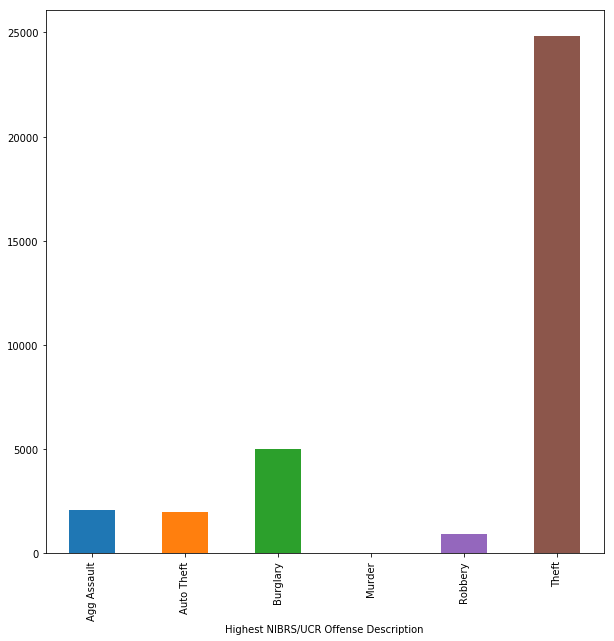 25000
20000
15000
10000
5000
0
Agg Assault
Auto Theft
Burglary
Murder
Robbery
Theft
Highest NIBRS/UCR Offense Description